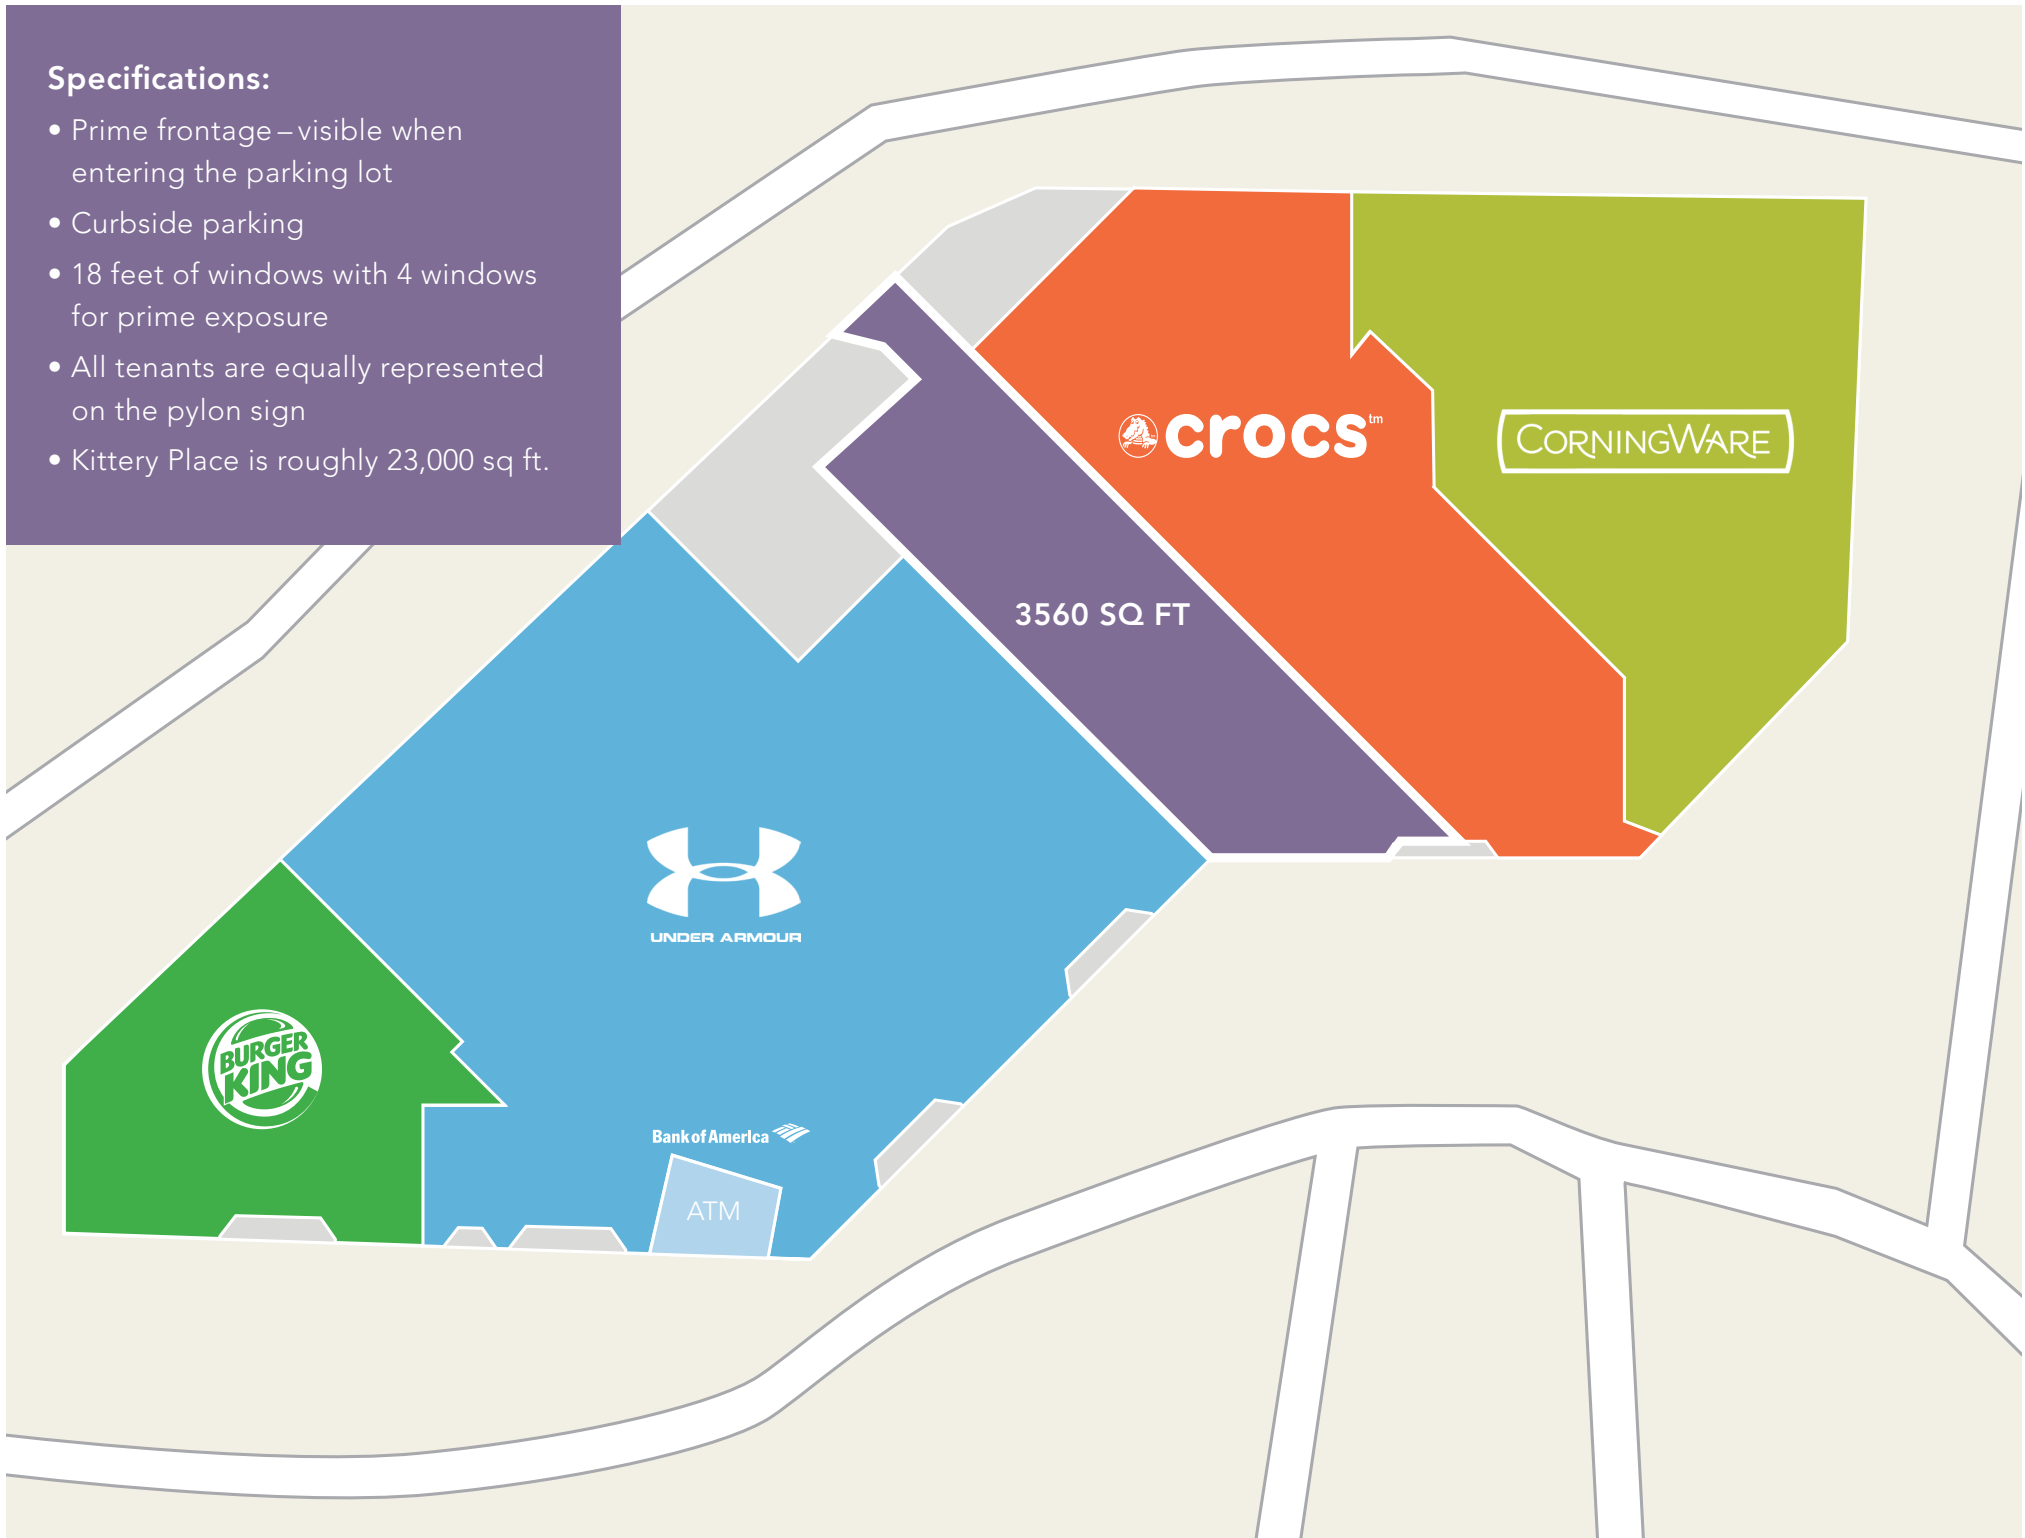 Specifications:
• Prime frontage – visible when
entering the parking lot
• Curbside parking
• 18 feet of windows with 4 windows
for prime exposure
• All tenants are equally represented
on the pylon sign
• Kittery Place is roughly 23,000 sq ft.
crocs™
CORNINGWARE
3560 SQ FT
UNDER ARMOUR
BURGER
KING
Bank of America
ATM